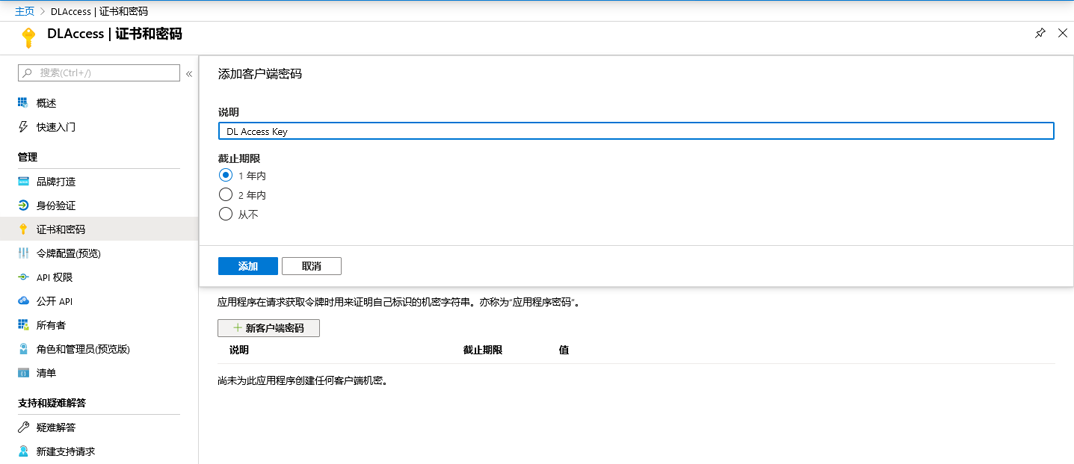 主页 > DLAccess | 证书和密码
DLAccess | 证书和密码
搜索(Ctrl+/)
概述
快速入门
管理
品牌打造
身份验证
证书和密码
令牌配置(预览)
API 权限
公开 API
所有者
角色和管理员(预览版)
清单
支持和疑难解答
疑难解答
新建支持请求
添加客户端密码
说明
DL Access Key
截止期限
1 年内
2 年内
从不
添加 取消
应用程序在请求获取令牌时用来证明自己标识的机密字符串。亦称为"应用程序密码"。
+ 新客户端密码
说明 截止期限 值
尚未为此应用程序创建任何客户端机密。